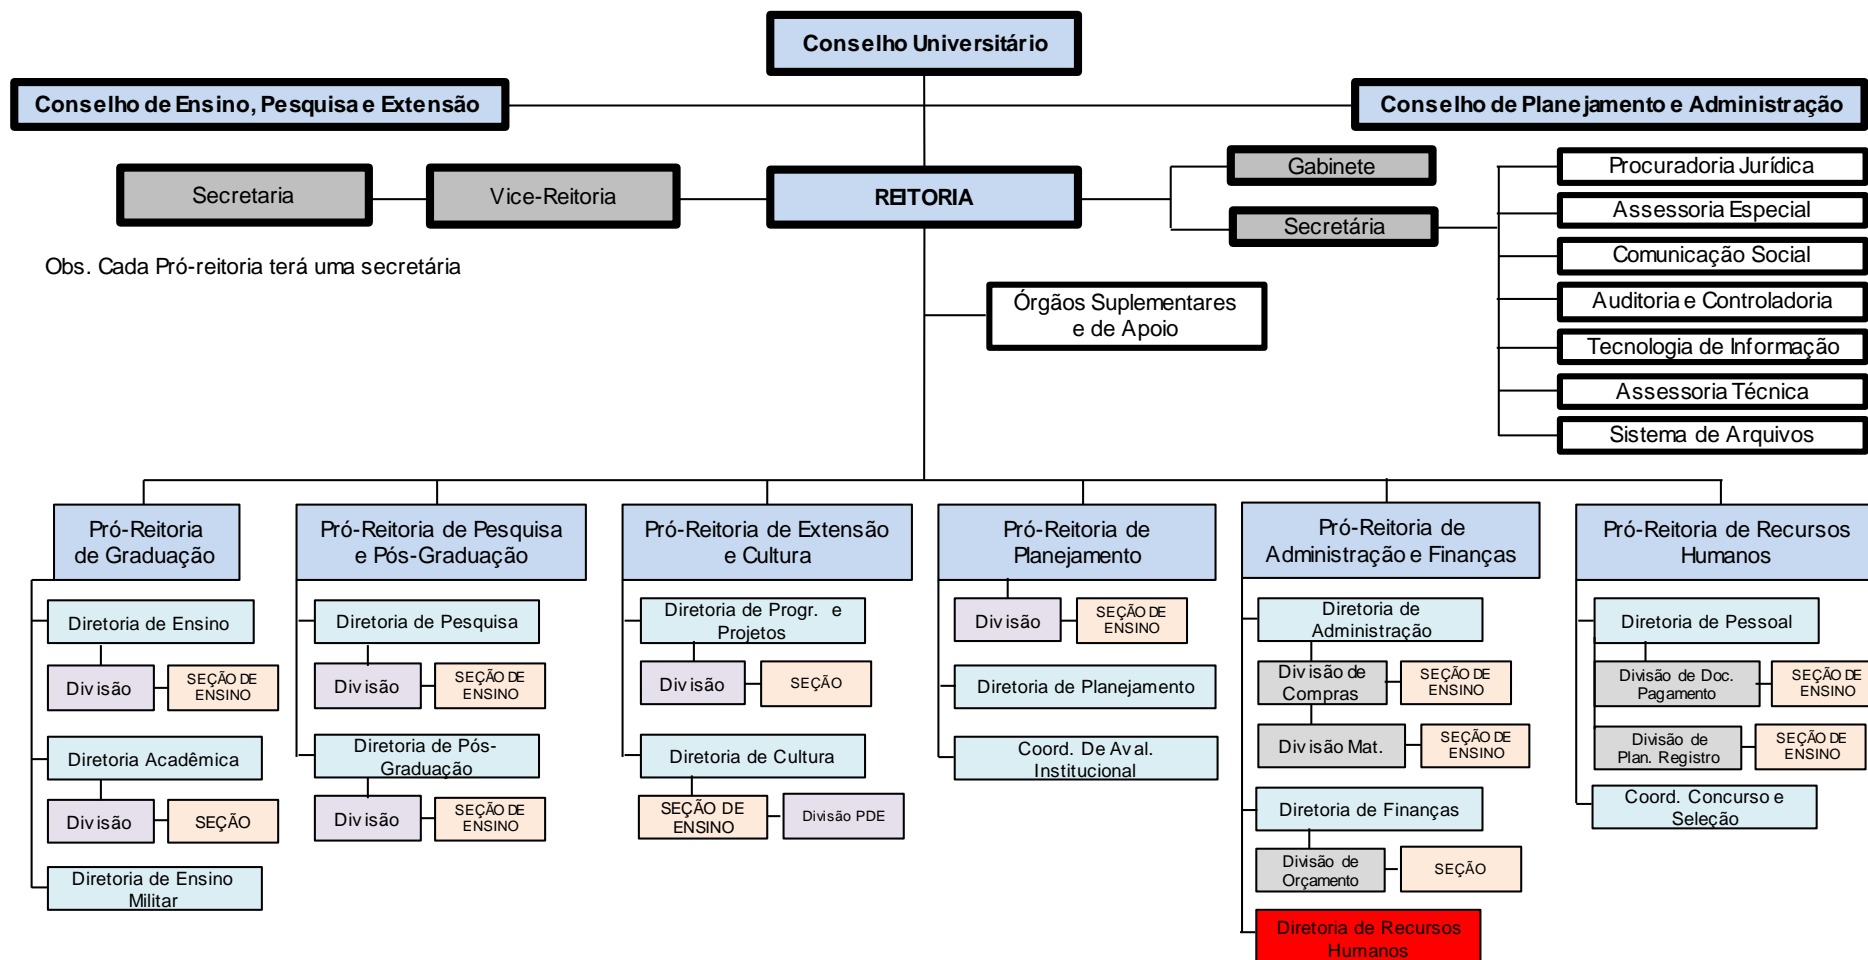 Conselho Universitário
Conselho de Ensino, Pesquisa e Extensão
Conselho de Planejamento e Administração
Secretaria
Vice-Reitoria
REITORIA
Gabinete
Secretária
Procuradoria Jurídica
Assessoria Especial
Comunicação Social
Auditoria e Controladoria
Tecnologia de Informação
Assessoria Técnica
Sistema de Arquivos
Obs. Cada Pró-reitoria terá uma secretária
Órgãos Suplementares
e de Apoio
Pró-Reitoria
de Graduação
Diretoria de Ensino
Divisão
SEÇÃO DE
ENSINO
Diretoria Acadêmica
Divisão
SEÇÃO
Diretoria de Ensino
Militar
Pró-Reitoria de Pesquisa
e Pós-Graduação
Diretoria de Pesquisa
Divisão
SEÇÃO DE
ENSINO
Diretoria de Pós-
Graduação
Divisão
SEÇÃO DE
ENSINO
Pró-Reitoria de Extensão
e Cultura
Diretoria de Progr. e
Projetos
Divisão
SEÇÃO
Diretoria de Cultura
SEÇÃO DE
ENSINO
Divisão PDE
Pró-Reitoria de
Planejamento
Divisão
SEÇÃO DE
ENSINO
Diretoria de Planejamento
Coord. De Aval.
Institucional
Pró-Reitoria de
Administração e Finanças
Diretoria de
Administração
Divisão de
Compras
SEÇÃO DE
ENSINO
Divisão Mat.
SEÇÃO DE
ENSINO
Diretoria de Finanças
Divisão de
Orçamento
SEÇÃO
Diretoria de Recursos
Humanos
Pró-Reitoria de Recursos
Humanos
Diretoria de Pessoal
Divisão de Doc.
Pagamento
SEÇÃO DE
ENSINO
Divisão de
Plan. Registro
SEÇÃO DE
ENSINO
Coord. Concurso e
Seleção